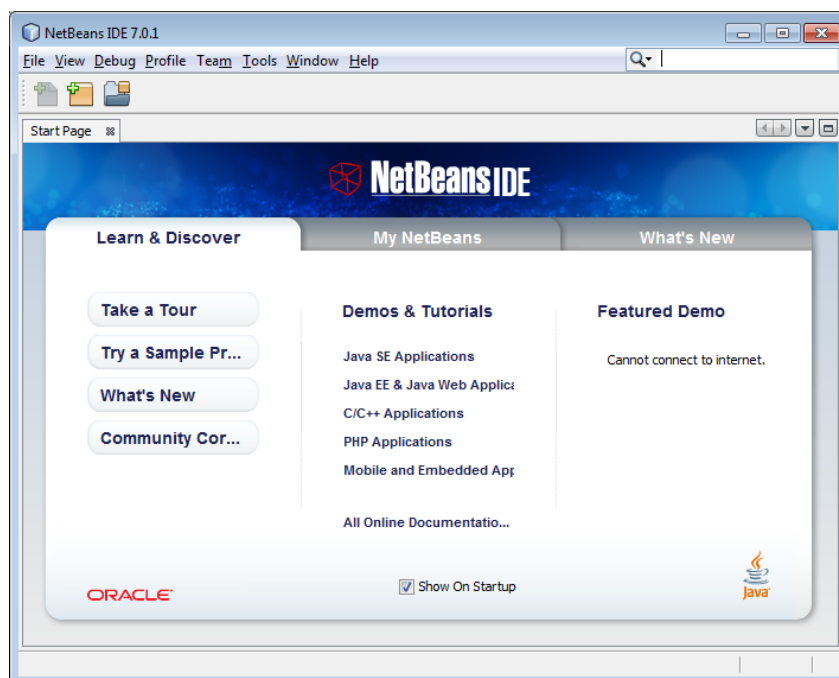 NetBeans IDE 7.0.1
File View Debug Profile Team Tools Window Help
Start Page
NetBeans IDE
Learn & Discover
My NetBeans
What's New
Take a Tour
Try a Sample Pr...
What's New
Community Cor...
Demos & Tutorials
Java SE Applications
Java EE & Java Web Applica
C/C++ Applications
PHP Applications
Mobile and Embedded App
All Online Documentatio...
Featured Demo
Cannot connect to internet.
ORACLE
Show On Startup
Java